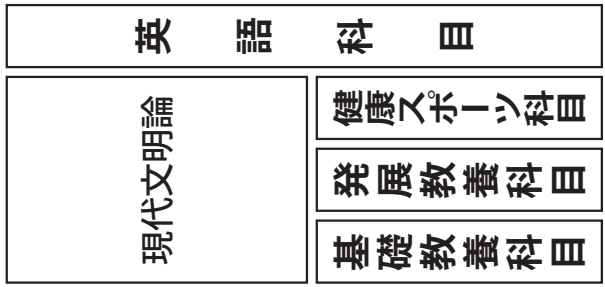 英語科目
現代文明論
健康スポーツ科目
発展教養科目
基礎教養科目